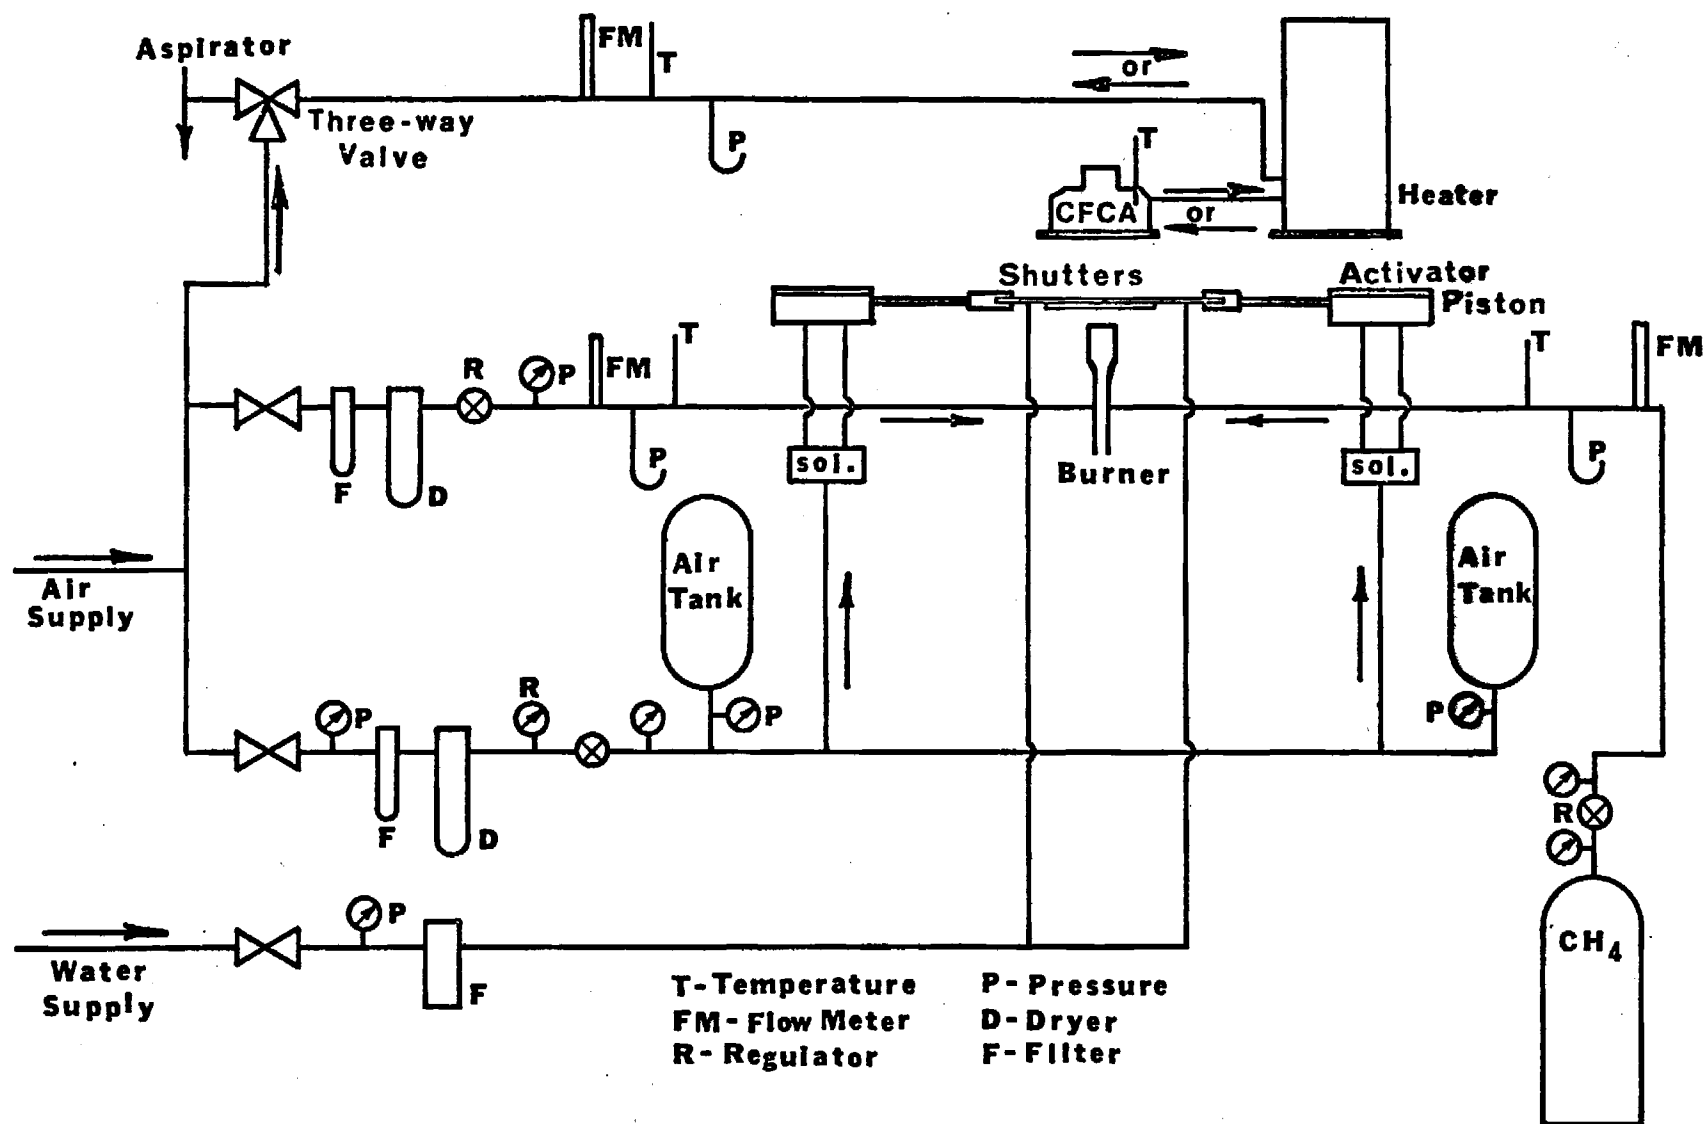 Aspirator
FM
T
or
Three-way
Valve
P
T
CFCA
or
Heater
Shutters
Activator
Piston
T
R
P
FM
T
FM
F
D
P
sol.
Burner
sol.
P
Air
Tank
Air
Tank
Air
Supply
P
R
P
P
F
D
R
P
CH4
Water
Supply
F
T-Temperature
P-Pressure
FM-Flow Meter
D-Dryer
R-Regulator
F-Filter